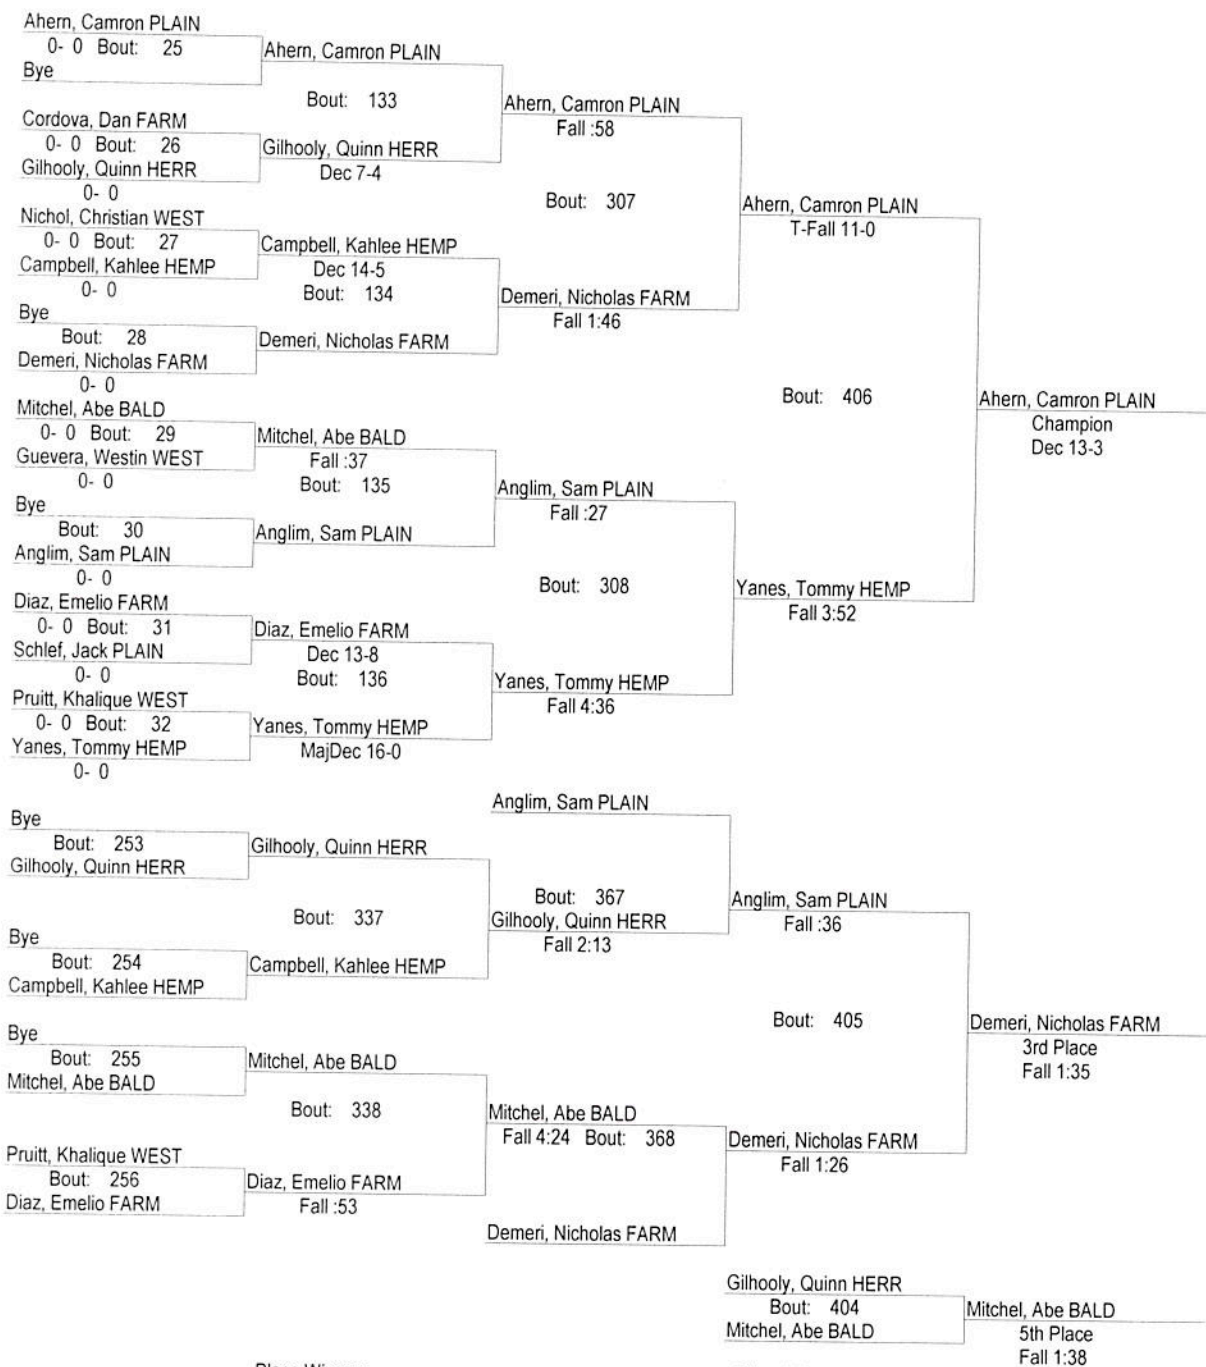 Ahern, Camron PLAIN
0- 0 Bout: 25
Bye
Ahern, Camron PLAIN
Bout: 133
Cordova, Dan FARM
0- 0 Bout: 26
Gilhooly, Quinn HERR
0- 0
Gilhooly, Quinn HERR
Dec 7-4
Ahern, Camron PLAIN
Fall :58
Bout: 307
Nichol, Christian WEST
0- 0 Bout: 27
Campbell, Kahlee HEMP
0- 0
Campbell, Kahlee HEMP
Dec 14-5
Bout: 134
Bye
Bout: 28
Demeri, Nicholas FARM
0- 0
Demeri, Nicholas FARM
Demeri, Nicholas FARM
Fall 1:46
Ahern, Camron PLAIN
T-Fall 11-0
Bout: 406
Mitchel, Abe BALD
0- 0 Bout: 29
Guevera, Westin WEST
0- 0
Mitchel, Abe BALD
Fall :37
Bout: 135
Bye
Bout: 30
Anglim, Sam PLAIN
0- 0
Anglim, Sam PLAIN
Anglim, Sam PLAIN
Fall :27
Bout: 308
Diaz, Emelio FARM
0- 0 Bout: 31
Schlef, Jack PLAIN
0- 0
Diaz, Emelio FARM
Dec 13-8
Bout: 136
Pruitt, Khalique WEST
0- 0 Bout: 32
Yanes, Tommy HEMP
0- 0
Yanes, Tommy HEMP
MajDec 16-0
Yanes, Tommy HEMP
Fall 4:36
Yanes, Tommy HEMP
Fall 3:52
Ahern, Camron PLAIN
Champion
Dec 13-3
Bye
Bout: 253
Gilhooly, Quinn HERR
Gilhooly, Quinn HERR
Bout: 337
Bye
Bout: 254
Campbell, Kahlee HEMP
Campbell, Kahlee HEMP
Anglim, Sam PLAIN
Bout: 367
Gilhooly, Quinn HERR
Fall 2:13
Anglim, Sam PLAIN
Fall :36
Bout: 405
Bye
Bout: 255
Mitchel, Abe BALD
Mitchel, Abe BALD
Bout: 338
Pruitt, Khalique WEST
Bout: 256
Diaz, Emelio FARM
Diaz, Emelio FARM
Fall :53
Mitchel, Abe BALD
Fall 4:24 Bout: 368
Demeri, Nicholas FARM
Demeri, Nicholas FARM
Fall 1:26
Demeri, Nicholas FARM
3rd Place
Fall 1:35
Gilhooly, Quinn HERR
Bout: 404
Mitchel, Abe BALD
Mitchel, Abe BALD
5th Place
Fall 1:38